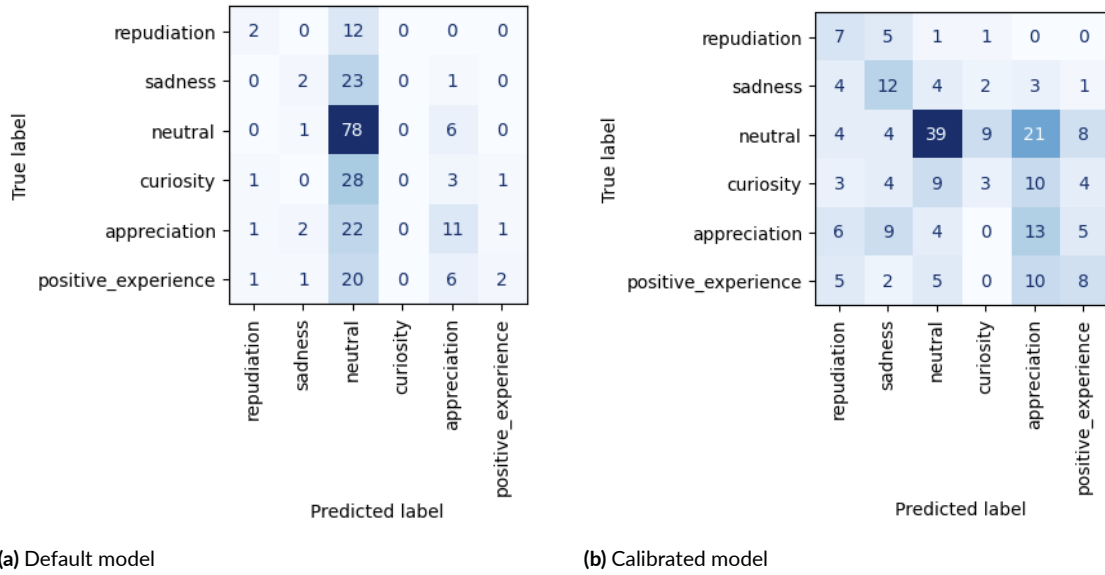 True label
repudiation 2 0 12 0 0 0
sadness 0 2 23 0 1 0
neutral 0 1 78 0 6 0
curiosity 1 0 28 0 3 1
appreciation 1 2 22 0 11 1
positive_experience 1 1 20 0 6 2
repudiation
sadness
neutral
curiosity
appreciation
positive_experience
Predicted label
(a) Default model
True label
repudiation 7 5 1 1 0 0
sadness 4 12 4 2 3 1
neutral 4 4 39 9 21 8
curiosity 3 4 9 3 10 4
appreciation 6 9 4 0 13 5
positive_experience 5 2 5 0 10 8
repudiation
sadness
neutral
curiosity
appreciation
positive_experience
Predicted label
(b) Calibrated model